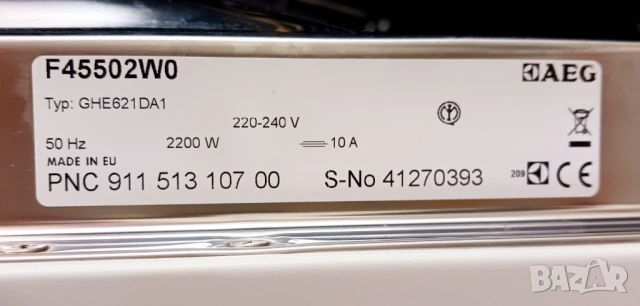 F45502W0
AEG
Typ: GHE621DA1
220-240 V
50 Hz 2200 W 10 A
MADE IN EU
PNC 911 513 107 00 S-No 41270393
209 CE
BAZAR